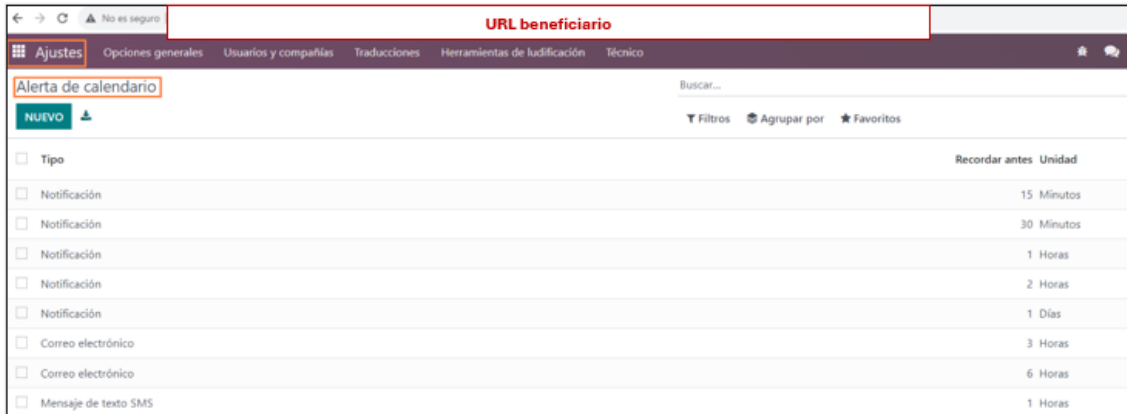 No es seguro
URL beneficiario
Ajustes Opciones generales Usuarios y compañías Traducciones Herramientas de ludificación Técnico
Alerta de calendario
Buscar...
NUEVO
Filtros Agrupar por Favoritos
Tipo Recordar antes Unidad
Notificación 15 Minutos
Notificación 30 Minutos
Notificación 1 Horas
Notificación 2 Horas
Notificación 1 Días
Correo electrónico 3 Horas
Correo electrónico 6 Horas
Mensaje de texto SMS 1 Horas